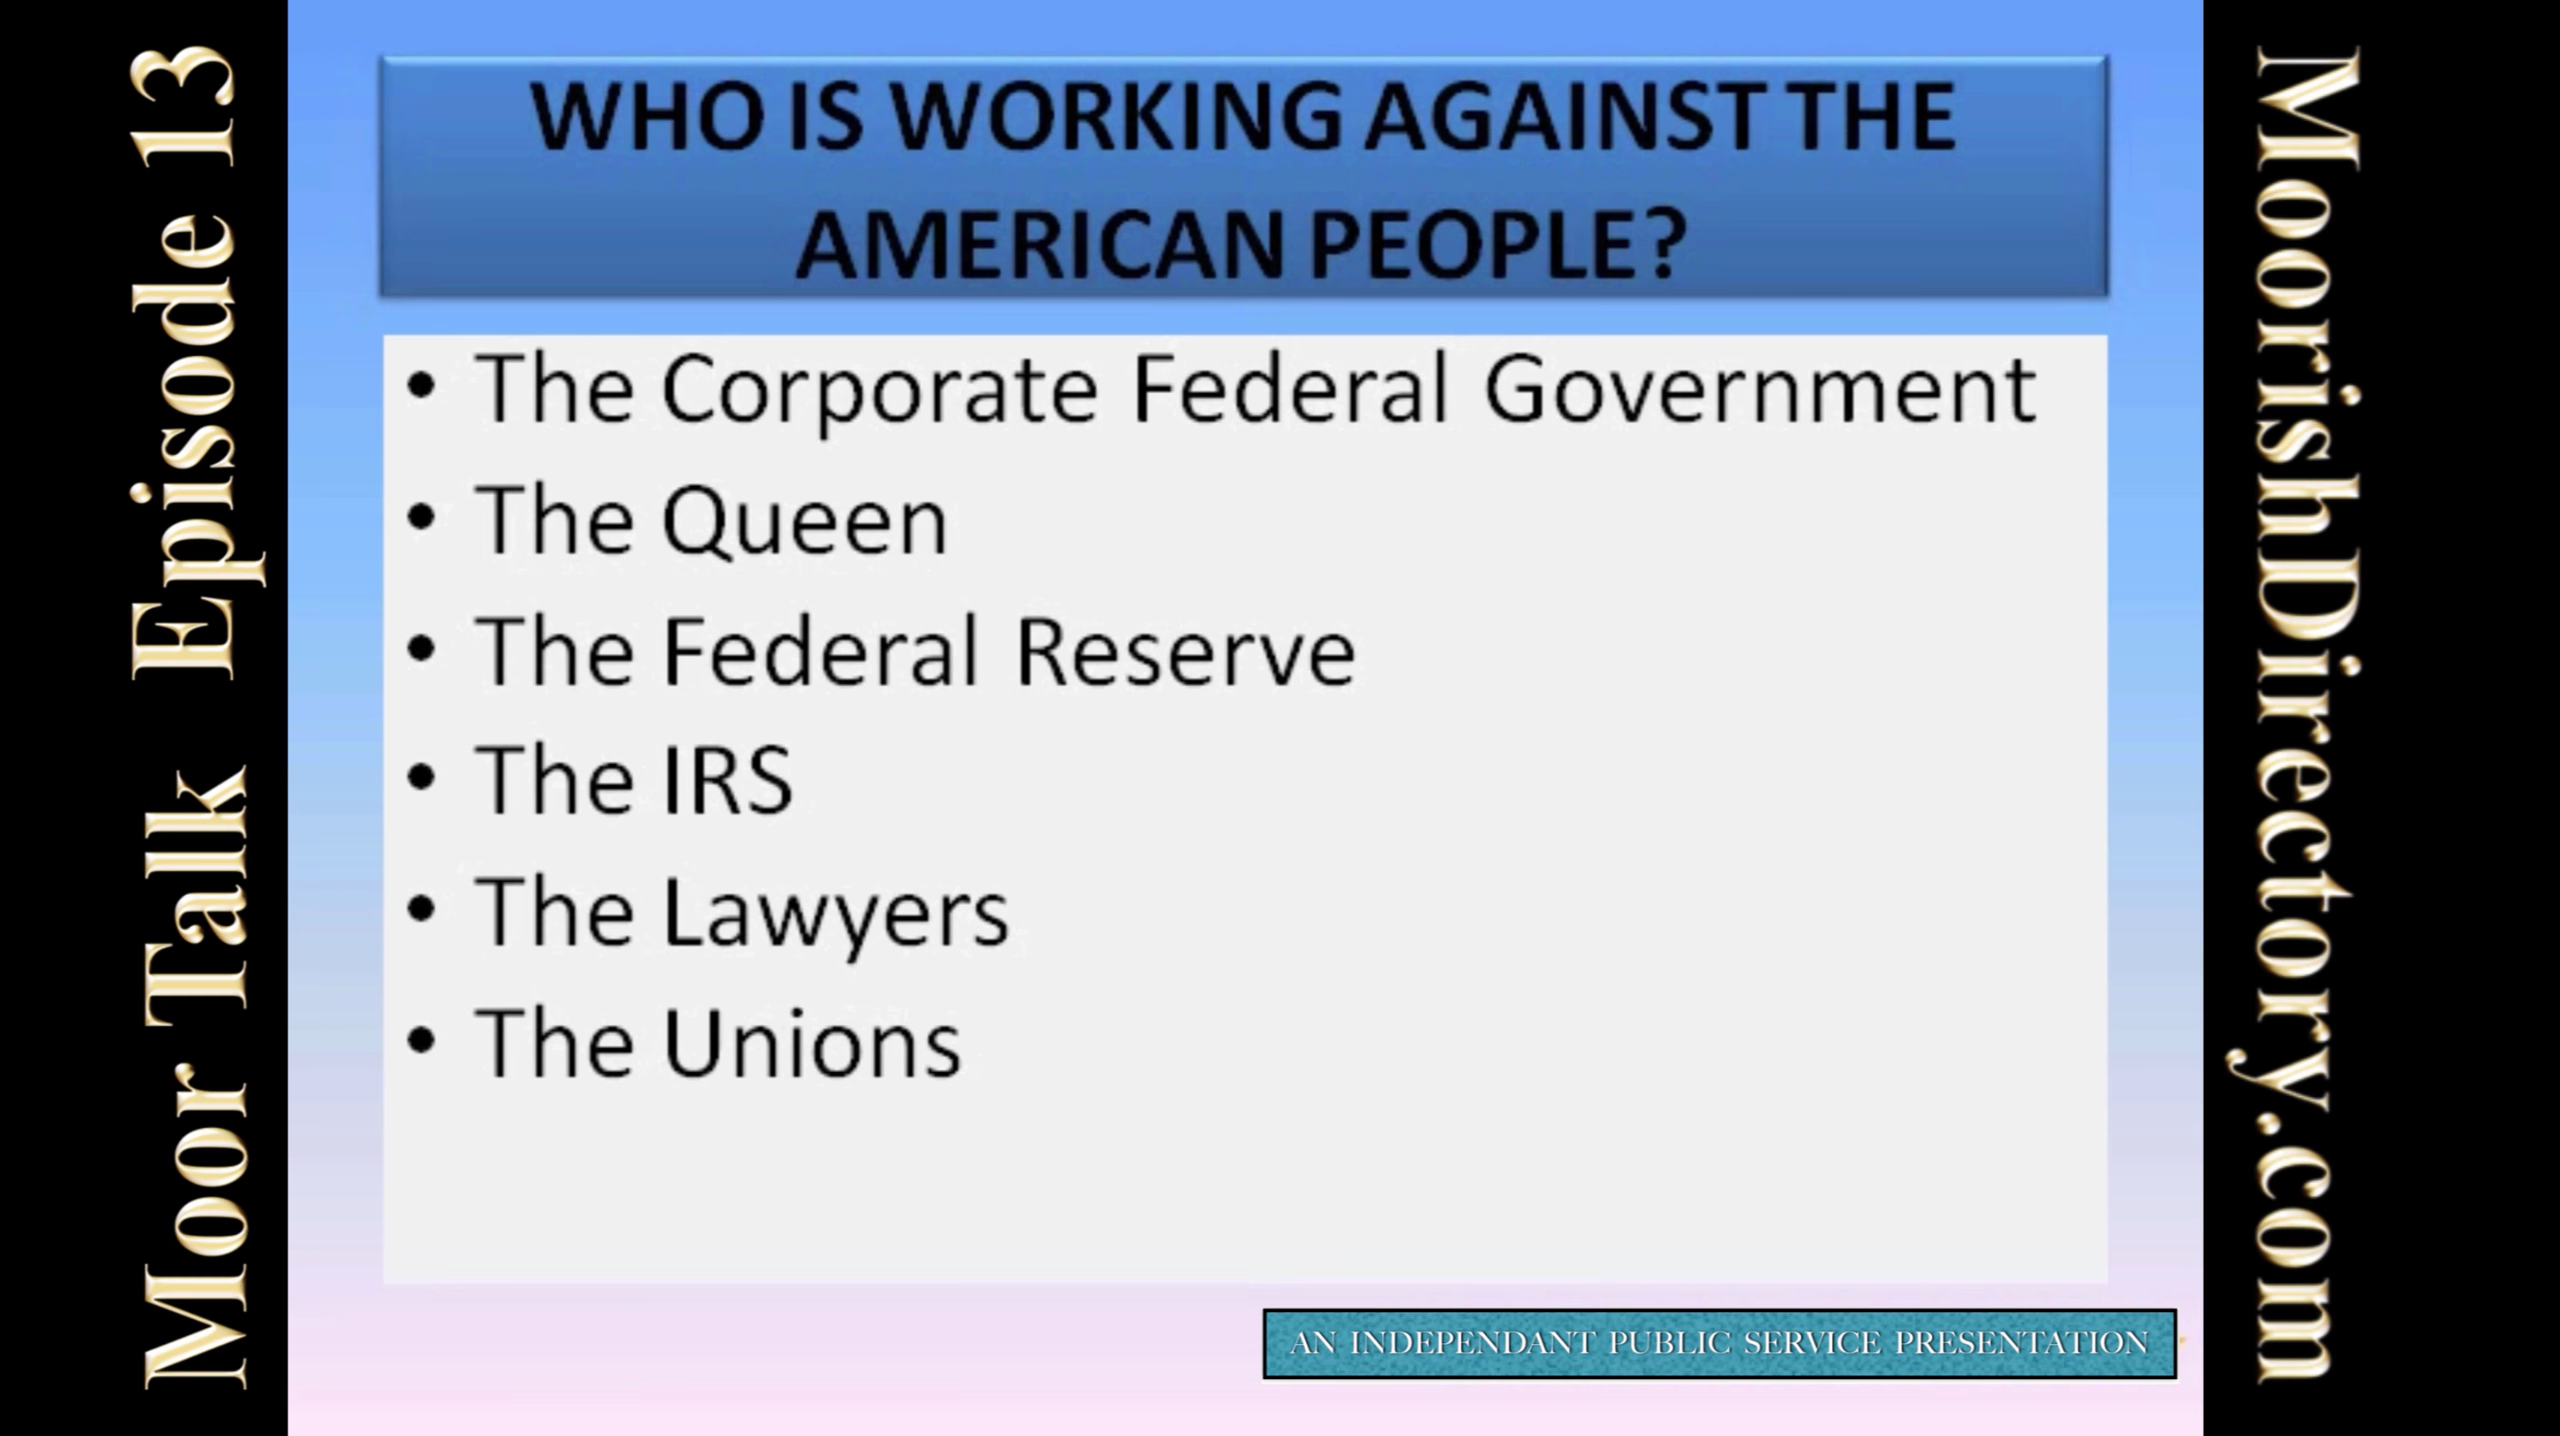 Moor Talk Episode 13
WHO IS WORKING AGAINST THE
AMERICAN PEOPLE?
• The Corporate Federal Government
• The Queen
• The Federal Reserve
• The IRS
• The Lawyers
• The Unions
AN INDEPENDANT PUBLIC SERVICE PRESENTATION
MoorishDirectory.com